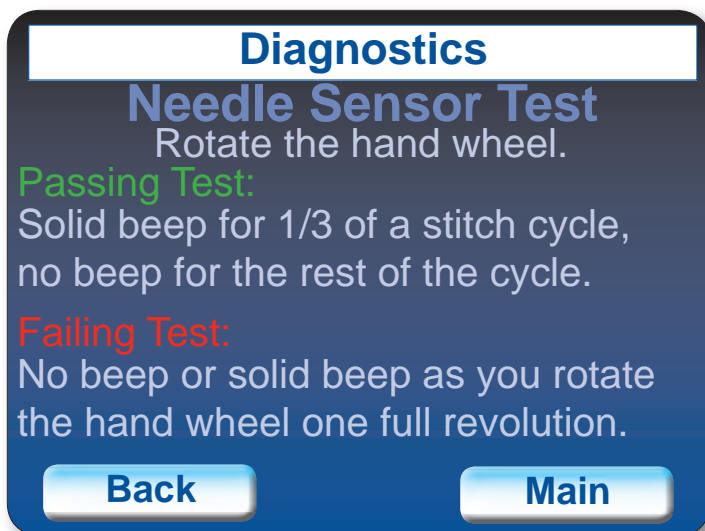 Diagnostics
Needle Sensor Test
Rotate the hand wheel.
Passing Test:
Solid beep for 1/3 of a stitch cycle,
no beep for the rest of the cycle.
Failing Test:
No beep or solid beep as you rotate
the hand wheel one full revolution.
Back
Main